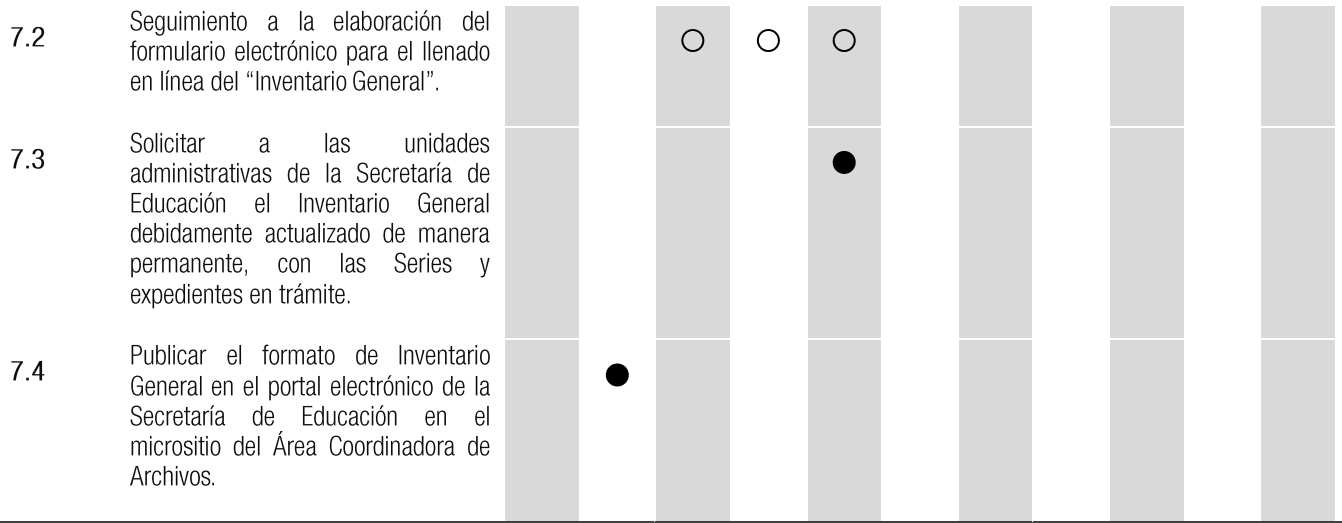 7.2
Seguimiento a la elaboración del
formulario electrónico para el llenado
en línea del “Inventario General”.
7.3
Solicitar a las unidades
administrativas de la Secretaría de
Educación el Inventario General
debidamente actualizado de manera
permanente, con las Series y
expedientes en trámite.
7.4
Publicar el formato de Inventario
General en el portal electrónico de la
Secretaría de Educación en el
micrositio del Área Coordinadora de
Archivos.